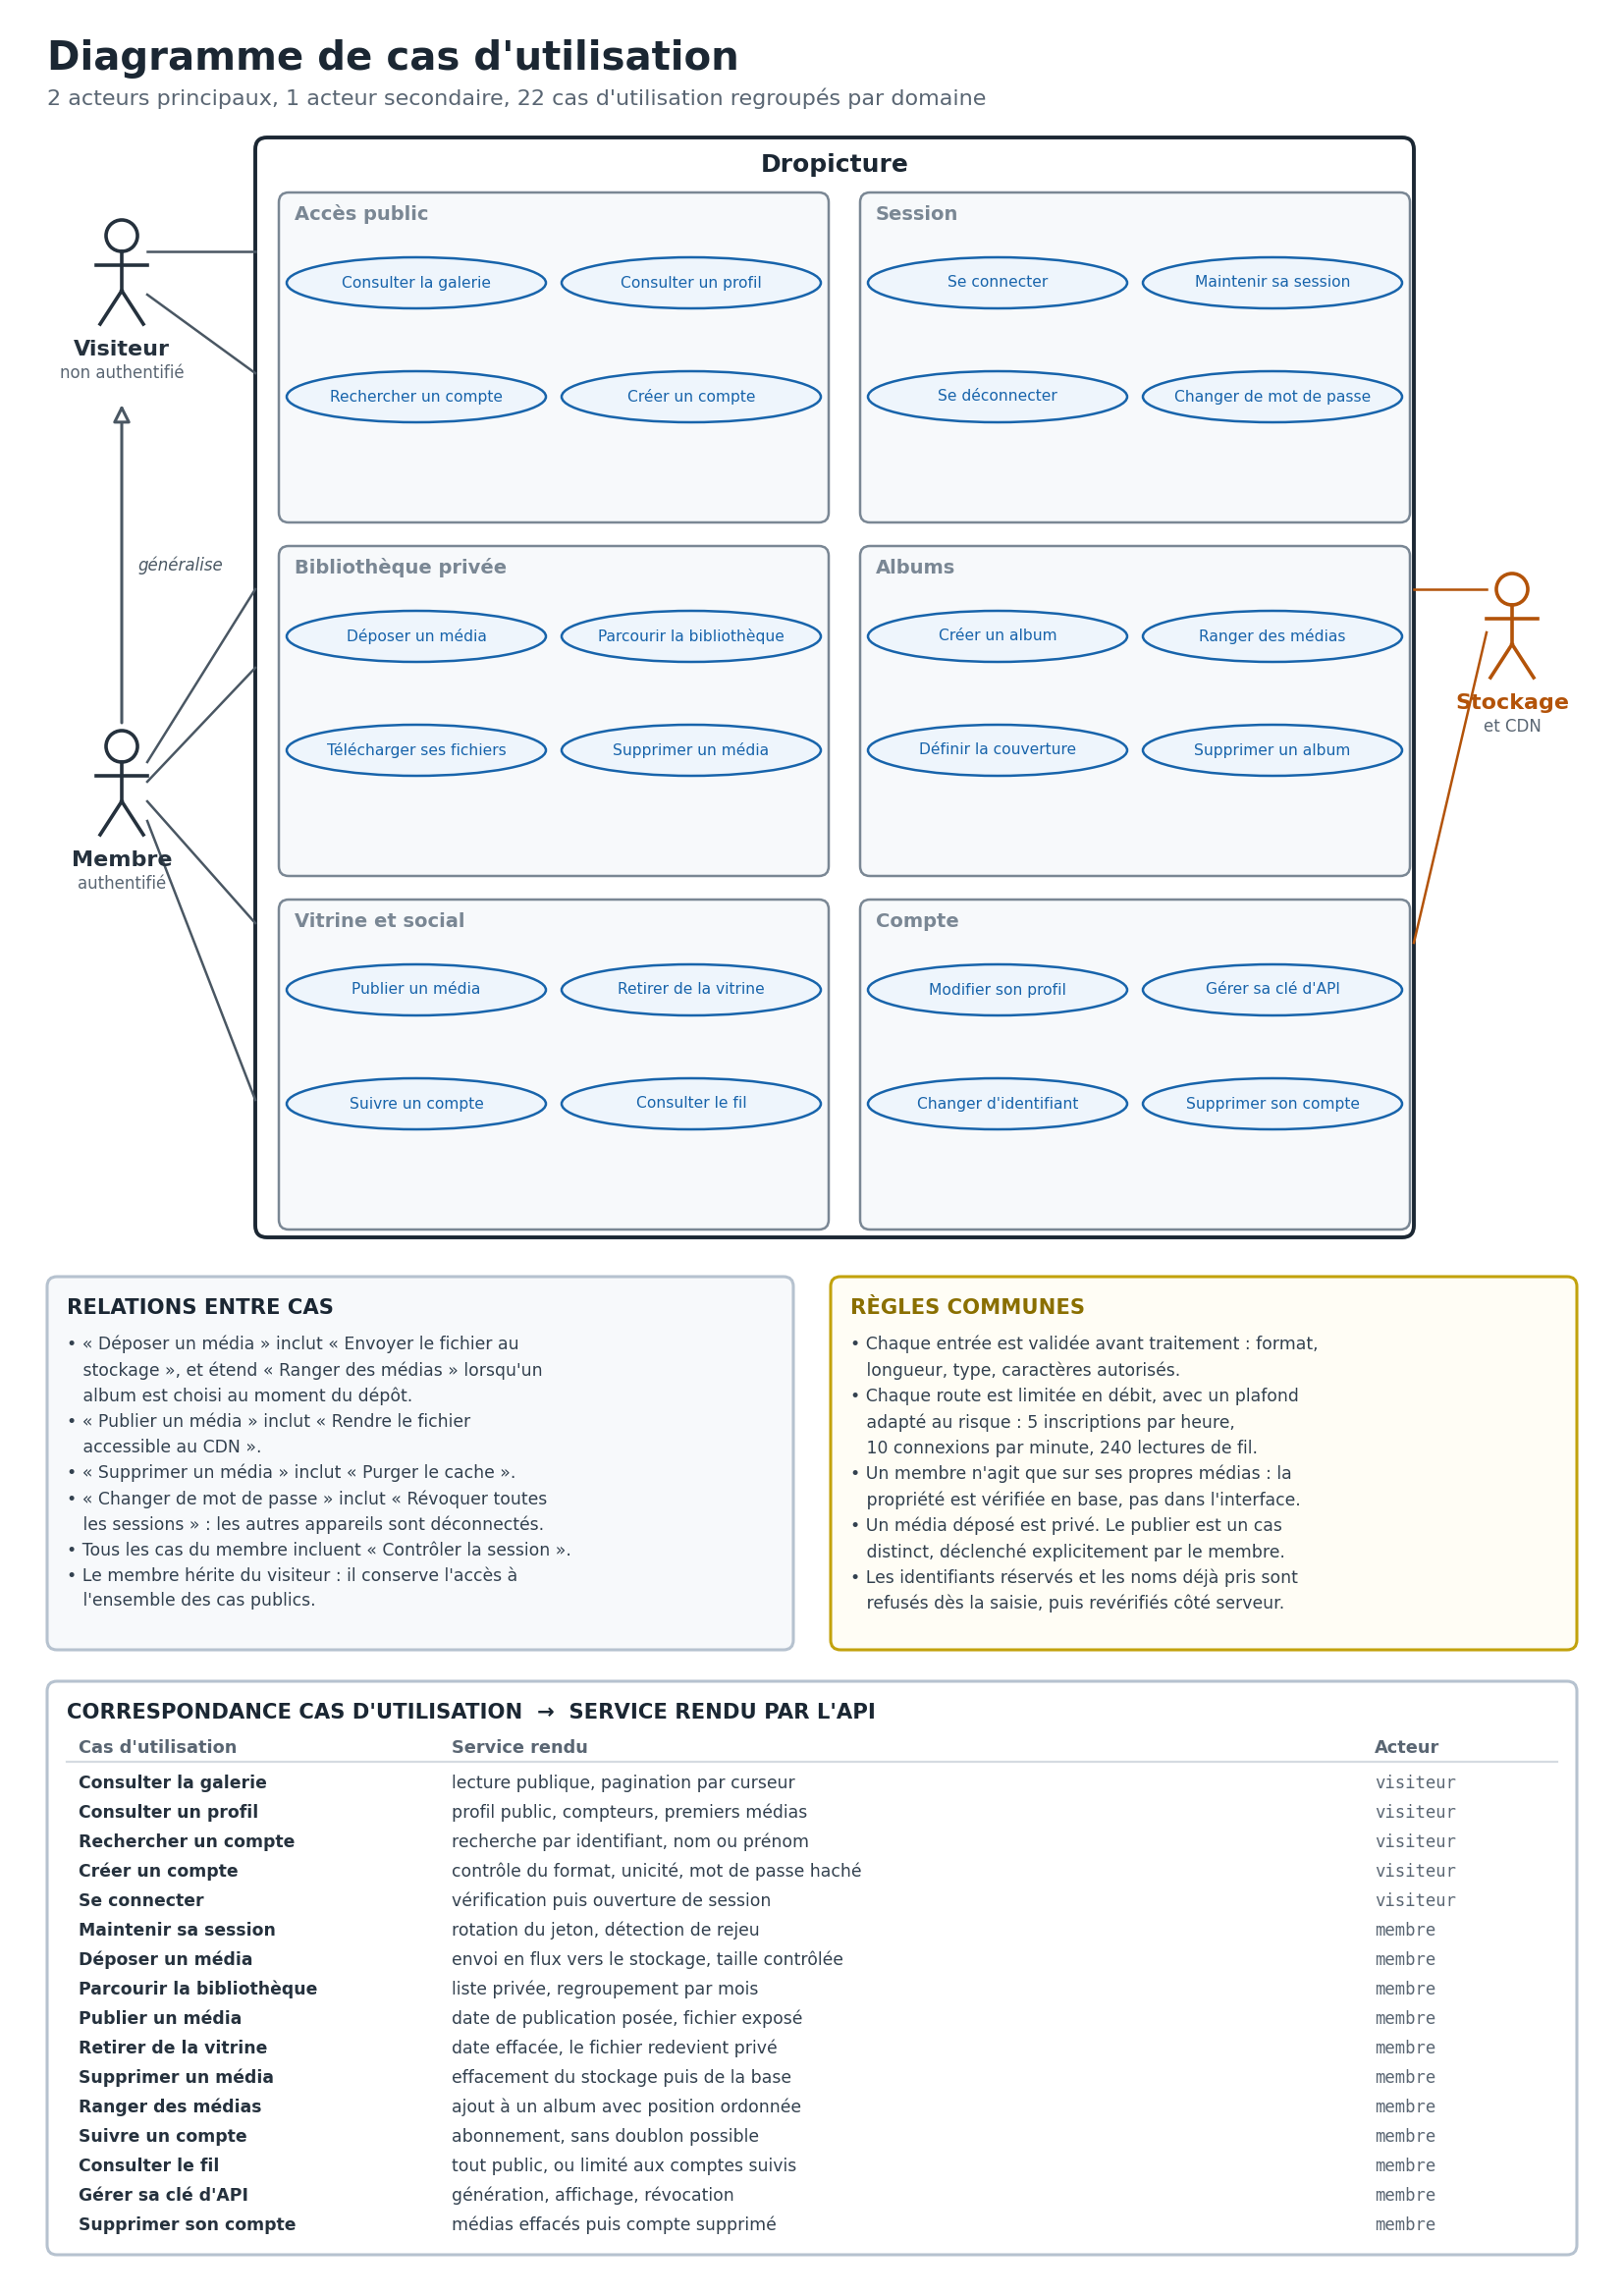 Diagramme de cas d'utilisation
2 acteurs principaux, 1 acteur secondaire, 22 cas d'utilisation regroupés par domaine
Dropicture
Accès public
Consulter la galerie
Consulter un profil
Rechercher un compte
Créer un compte
Session
Se connecter
Maintenir sa session
Se déconnecter
Changer de mot de passe
Visiteur
non authentifié
généralise
Bibliothèque privée
Déposer un média
Parcourir la bibliothèque
Télécharger ses fichiers
Supprimer un média
Albums
Créer un album
Ranger des médias
Définir la couverture
Supprimer un album
Stockage
et CDN
Membre
authentifié
Vitrine et social
Publier un média
Retirer de la vitrine
Suivre un compte
Consulter le fil
Compte
Modifier son profil
Gérer sa clé d'API
Changer d'identifiant
Supprimer son compte
RELATIONS ENTRE CAS
• « Déposer un média » inclut « Envoyer le fichier au
stockage », et étend « Ranger des médias » lorsqu'un
album est choisi au moment du dépôt.
• « Publier un média » inclut « Rendre le fichier
accessible au CDN ».
• « Supprimer un média » inclut « Purger le cache ».
• « Changer de mot de passe » inclut « Révoquer toutes
les sessions » : les autres appareils sont déconnectés.
• Tous les cas du membre incluent « Contrôler la session ».
• Le membre hérite du visiteur : il conserve l'accès à
l'ensemble des cas publics.
RÈGLES COMMUNES
• Chaque entrée est validée avant traitement : format,
longueur, type, caractères autorisés.
• Chaque route est limitée en débit, avec un plafond
adapté au risque : 5 inscriptions par heure,
10 connexions par minute, 240 lectures de fil.
• Un membre n'agit que sur ses propres médias : la
propriété est vérifiée en base, pas dans l'interface.
• Un média déposé est privé. Le publier est un cas
distinct, déclenché explicitement par le membre.
• Les identifiants réservés et les noms déjà pris sont
refusés dès la saisie, puis revérifiés côté serveur.
CORRESPONDANCE CAS D'UTILISATION → SERVICE RENDU PAR L'API
Cas d'utilisation Service rendu Acteur
Consulter la galerie lecture publique, pagination par curseur visiteur
Consulter un profil profil public, compteurs, premiers médias visiteur
Rechercher un compte recherche par identifiant, nom ou prénom visiteur
Créer un compte contrôle du format, unicité, mot de passe haché visiteur
Se connecter vérification puis ouverture de session visiteur
Maintenir sa session rotation du jeton, détection de rejeu membre
Déposer un média envoi en flux vers le stockage, taille contrôlée membre
Parcourir la bibliothèque liste privée, regroupement par mois membre
Publier un média date de publication posée, fichier exposé membre
Retirer de la vitrine date effacée, le fichier redevient privé membre
Supprimer un média effacement du stockage puis de la base membre
Ranger des médias ajout à un album avec position ordonnée membre
Suivre un compte abonnement, sans doublon possible membre
Consulter le fil tout public, ou limité aux comptes suivis membre
Gérer sa clé d'API génération, affichage, révocation membre
Supprimer son compte médias effacés puis compte supprimé membre